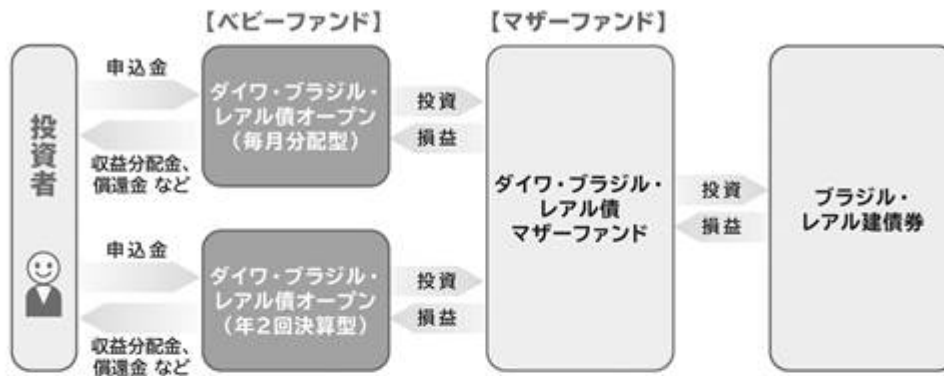 【ベビーファンド】
【マザーファンド】
投資者
申込金
収益分配金、
償還金 など
ダイワ・ブラジル・
レアル債オープン
（毎月分配型）
投資
損益
申込金
収益分配金、
償還金 など
ダイワ・ブラジル・
レアル債オープン
（年2回決算型）
投資
損益
ダイワ・ブラジル・
レアル債
マザーファンド
投資
損益
ブラジル・
レアル建債券